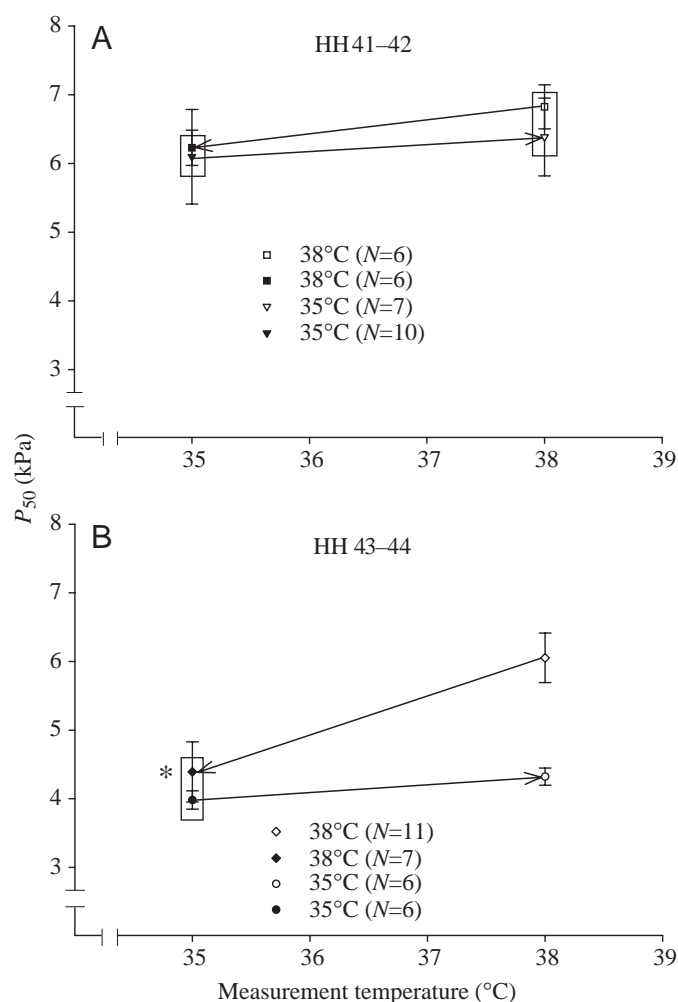 A
HH 41–42
8
7
6
5
4
3
38°C (N=6)
38°C (N=6)
35°C (N=7)
35°C (N=10)
35 36 37 38 39
P50 (kPa)
B
HH 43–44
8
7
6
5
4
3
*
38°C (N=11)
38°C (N=7)
35°C (N=6)
35°C (N=6)
35 36 37 38 39
Measurement temperature (°C)